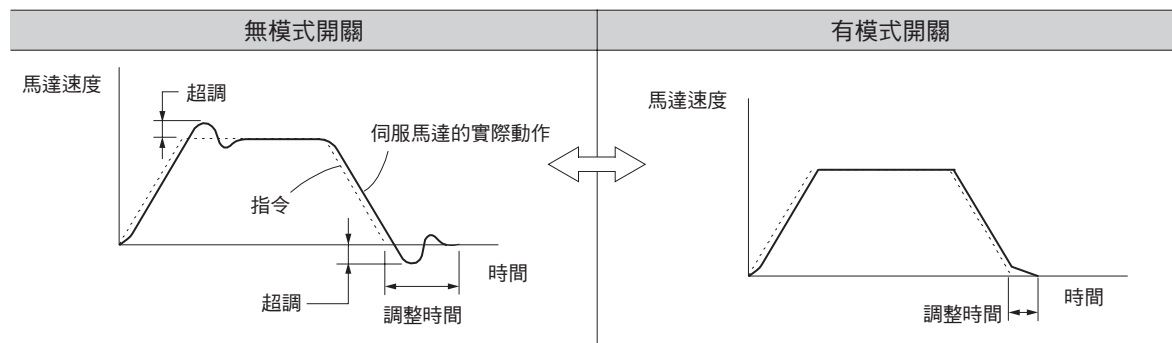 無模式開關
有模式開關
馬達速度
超調
伺服馬達的實際動作
指令
超調
時間
調整時間
馬達速度
時間
調整時間